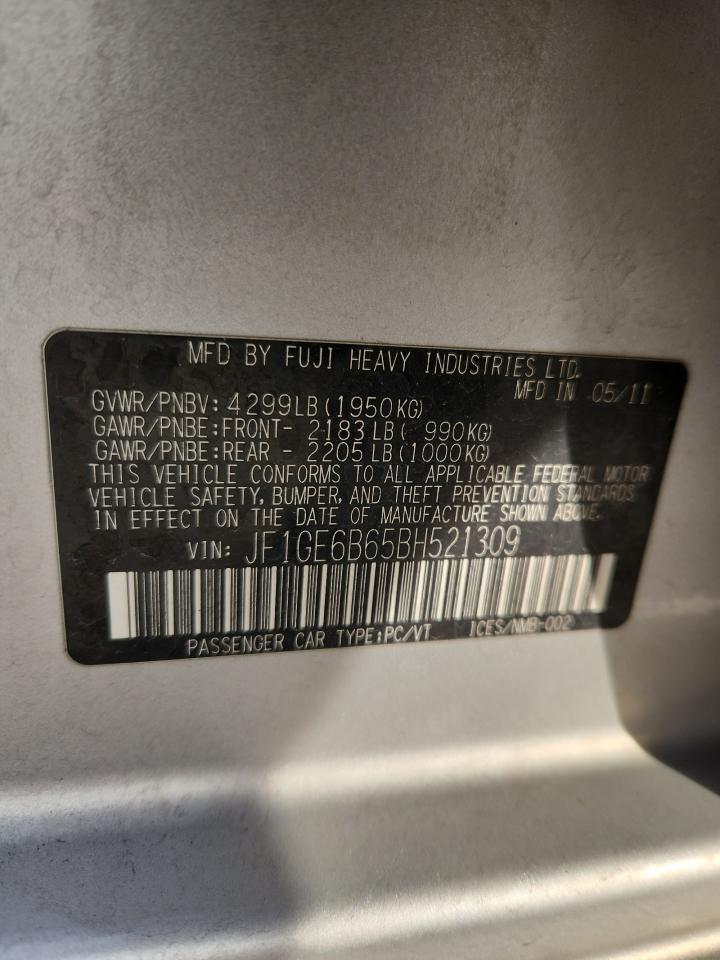 MFD BY FUJI HEAVY INDUSTRIES LTD.
MFD IN 05/11
GVWR/PNBV: 4299LB (1950KG)
GAWR/PNBE: FRONT- 2183 LB ( 990KG)
GAWR/PNBE: REAR - 2205 LB (1000KG)
THIS VEHICLE CONFORMS TO ALL APPLICABLE FEDERAL MOTOR
VEHICLE SAFETY, BUMPER, AND THEFT PREVENTION STANDARDS
IN EFFECT ON THE DATE OF MANUFACTURE SHOWN ABOVE.
VIN: JF1GE6B65BH521309
PASSENGER CAR TYPE:PC/VT ICES/NMB-002